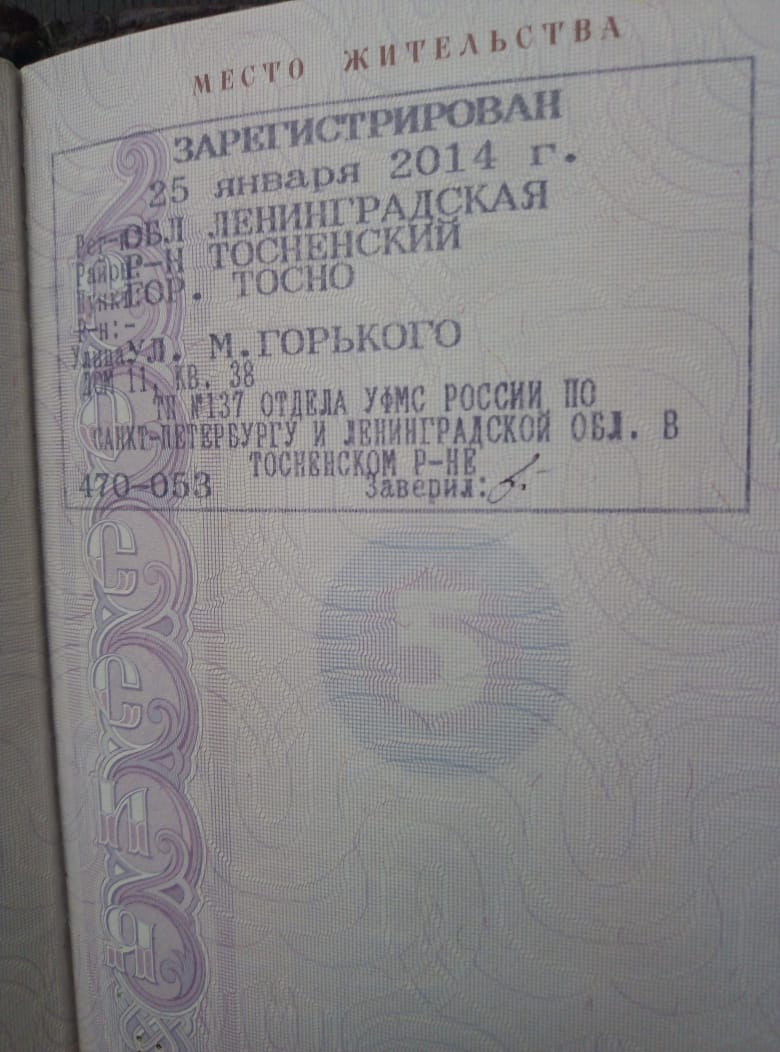 МЕСТО ЖИТЕЛЬСТВА
ЗАРЕГИСТРИРОВАН
25 января 2014 г.
ОБЛ ЛЕНИНГРАДСКАЯ
Р-Н ТОСНЕНСКИЙ
ГОР. ТОСНО
Р-н:-
УЛ. М.ГОРЬКОГО
ДОМ 11, КВ. 38
ТП №137 ОТДЕЛА УФМС РОССИИ ПО
САНКТ-ПЕТЕРБУРГУ И ЛЕНИНГРАДСКОЙ ОБЛ. В
ТОСНЕНСКОМ Р-НЕ
470-053 Заверил:
5